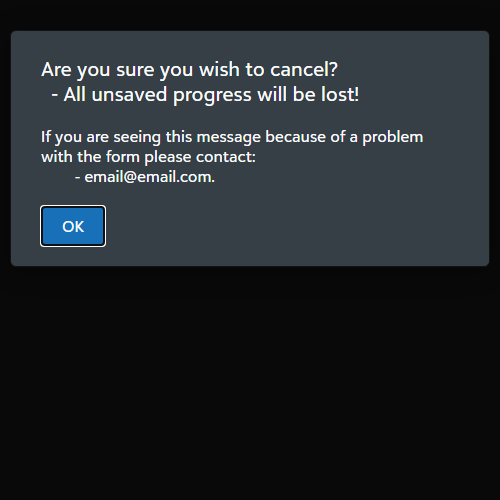 Are you sure you wish to cancel?
- All unsaved progress will be lost!
If you are seeing this message because of a problem
with the form please contact:
- email@email.com.
OK